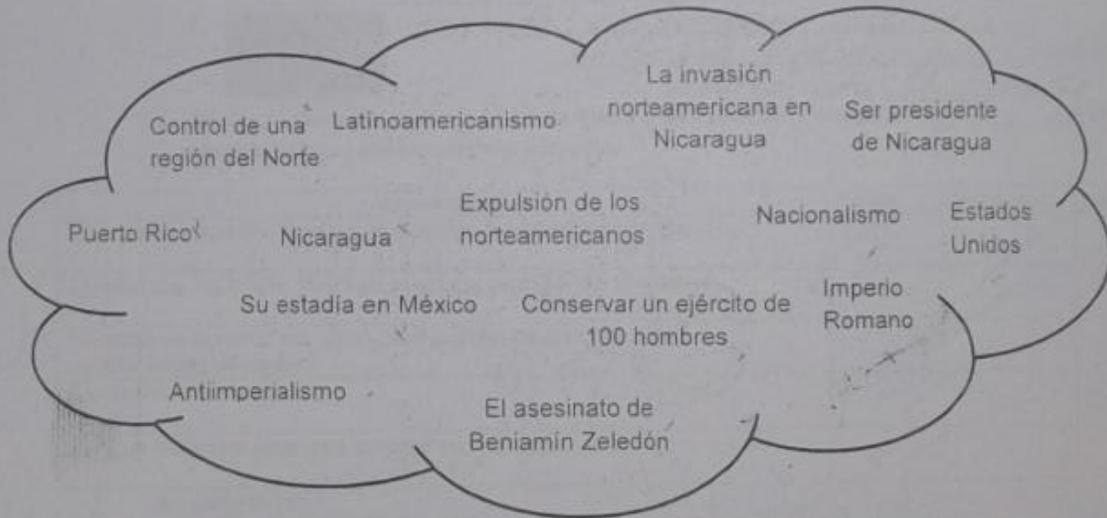 La invasión
norteamericana en
Nicaragua
Ser presidente
de Nicaragua
Control de una
región del Norte
Latinoamericanismo
Expulsión de los
norteamericanos
Nacionalismo
Estados
Unidos
Puerto Rico
Nicaragua
Su estadía en México
Conservar un ejército de
100 hombres
Imperio
Romano
Antiimperialismo
El asesinato de
Beniamín Zeledón